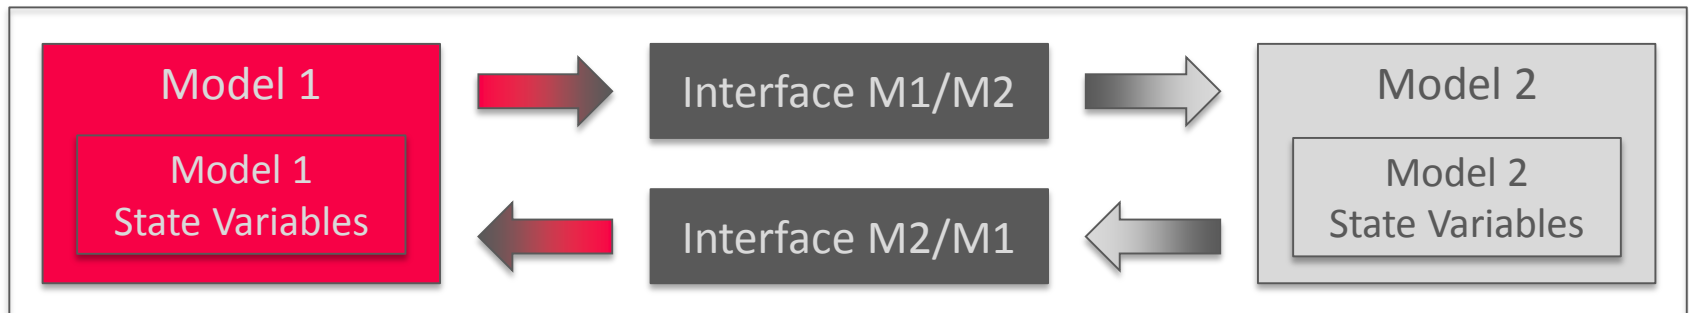 Model 1
Model 1
State Variables
Interface M1/M2
Interface M2/M1
Model 2
Model 2
State Variables